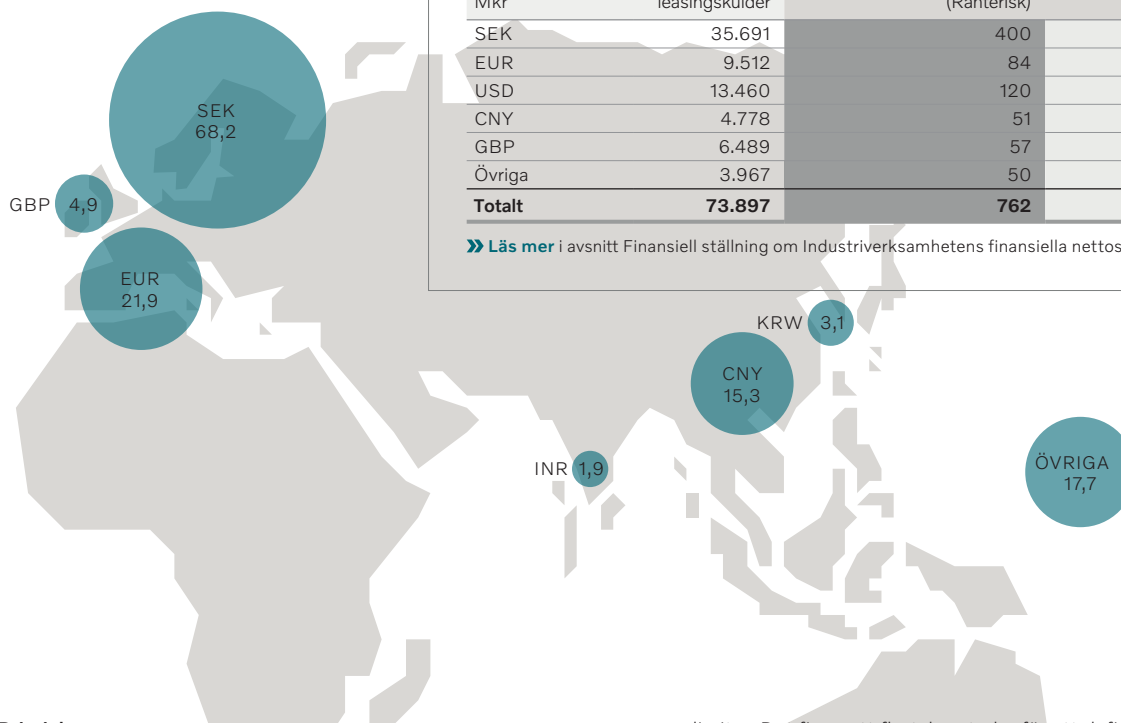 Mkr leasingskulder (Ränterisk)
SEK 35.691 400
EUR 9.512 84
USD 13.460 120
CNY 4.778 51
GBP 6.489 57
Övriga 3.967 50
Totalt 73.897 762
Läs mer i avsnitt Finansiell ställning om Industriverksamhetens finansiella nettos
SEK
68,2
GBP 4,9
EUR
21,9
KRW 3,1
CNY
15,3
INR 1,9
ÖVRIGA
17,7